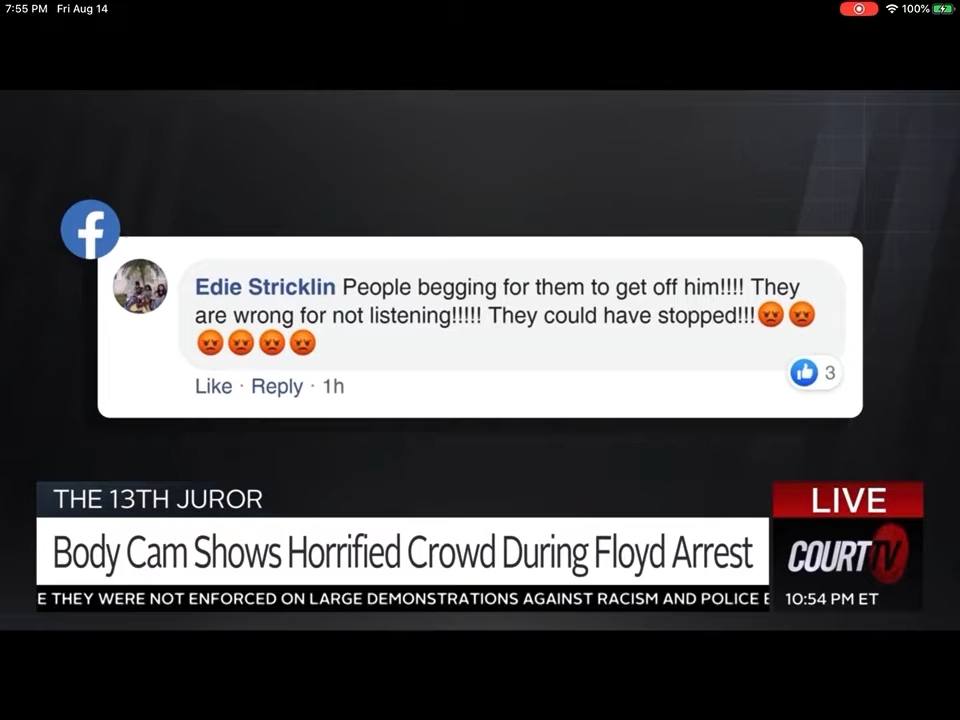 7:55 PM Fri Aug 14
100%
f
Edie Stricklin People begging for them to get off him!!!! They
are wrong for not listening!!!!! They could have stopped!!!😡😡
😡😡😡😡
Like · Reply · 1h
3
THE 13TH JUROR
LIVE
Body Cam Shows Horrified Crowd During Floyd Arrest
COURT TV
E THEY WERE NOT ENFORCED ON LARGE DEMONSTRATIONS AGAINST RACISM AND POLICE
10:54 PM ET